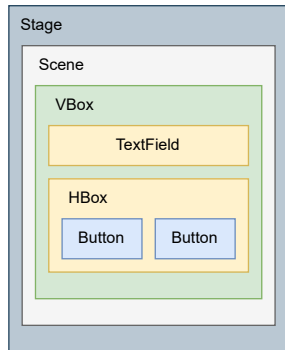 Stage
Scene
VBox
TextField
HBox
Button Button